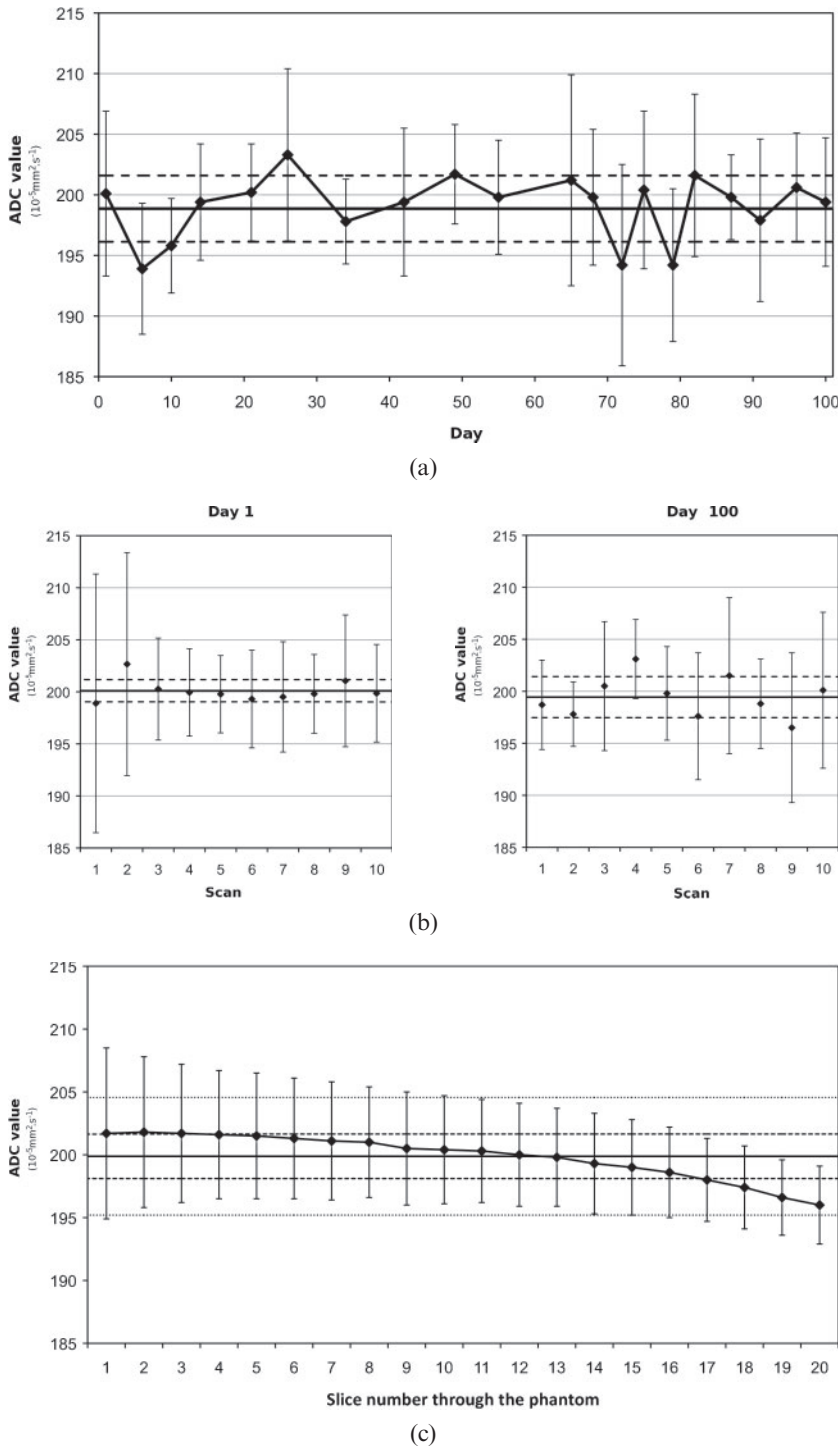 215
210
205
200
195
190
185
ADC value
(10⁻⁵mm².s⁻¹)
0 10 20 30 40 50 60 70 80 90 100
Day
(a)
Day 1
215
210
205
200
195
190
185
ADC value
(10⁻⁵mm².s⁻¹)
1 2 3 4 5 6 7 8 9 10
Scan
Day 100
215
210
205
200
195
190
185
ADC value
(10⁻⁵mm².s⁻¹)
1 2 3 4 5 6 7 8 9 10
Scan
(b)
215
210
205
200
195
190
185
ADC value
(10⁻⁵mm².s⁻¹)
1 2 3 4 5 6 7 8 9 10 11 12 13 14 15 16 17 18 19 20
Slice number through the phantom
(c)